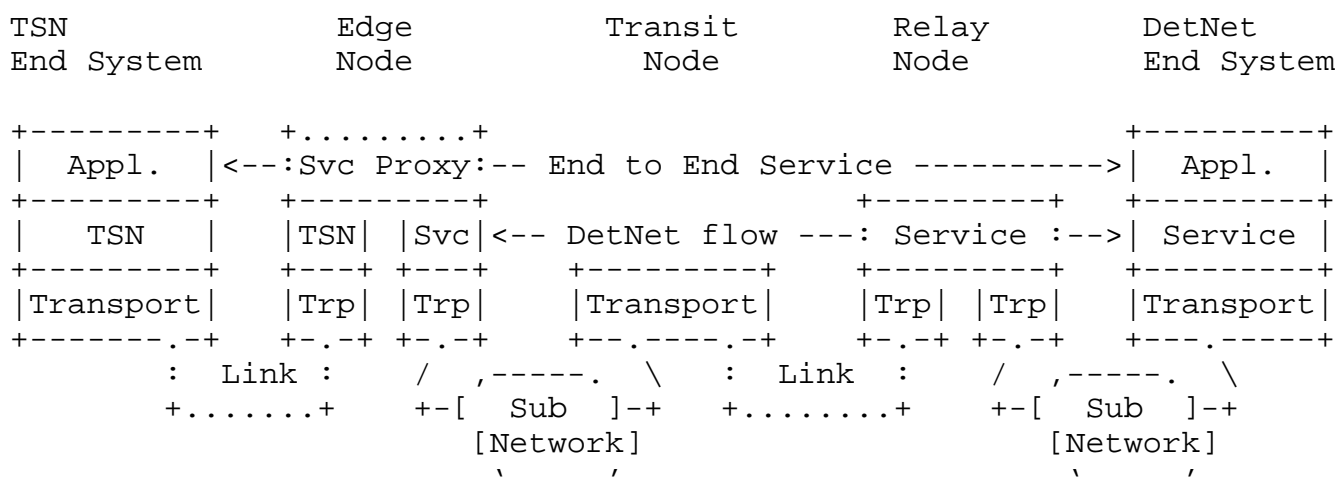 TSN Edge Transit Relay DetNet
End System Node Node Node End System
+---------+ +.........+ +---------+
| Appl. |<--:Svc Proxy:-- End to End Service ---------->| Appl. |
+---------+ +---------+ +---------+ +---------+
| TSN | |TSN| |Svc|<-- DetNet flow ---: Service :-->| Service |
+---------+ +---+ +---+ +---------+ +---------+ +---------+
|Transport| |Trp| |Trp| |Transport| |Trp| |Trp| |Transport|
+-------.-+ +-.-+ +-.-+ +--.----.-+ +-.-+ +-.-+ +---.-----+
: Link : / ,-----. \ : Link : / ,-----. \
+.......+ +-[ Sub ]-+ +........+ +-[ Sub ]-+
[Network] [Network]